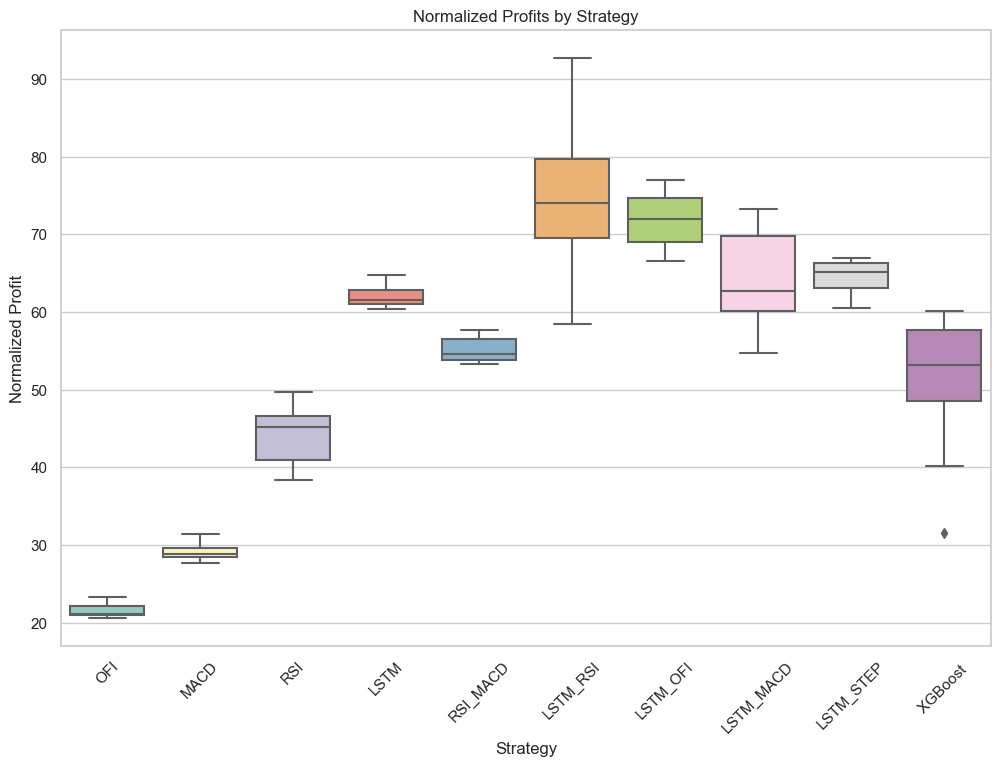 Normalized Profits by Strategy
Normalized Profit
90
80
70
60
50
40
30
20
OFI
MACD
RSI
LSTM
RSI_MACD
LSTM_RSI
LSTM_OFI
LSTM_MACD
LSTM_STEP
XGBoost
Strategy